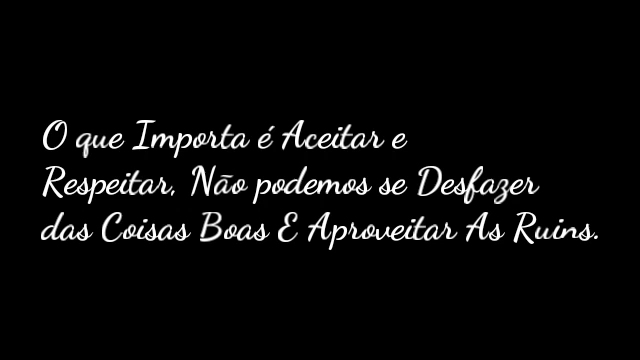 O que Importa é Aceitar e
Respeitar, Não podemos se Desfazer
das Coisas Boas E Aproveitar As Ruins.